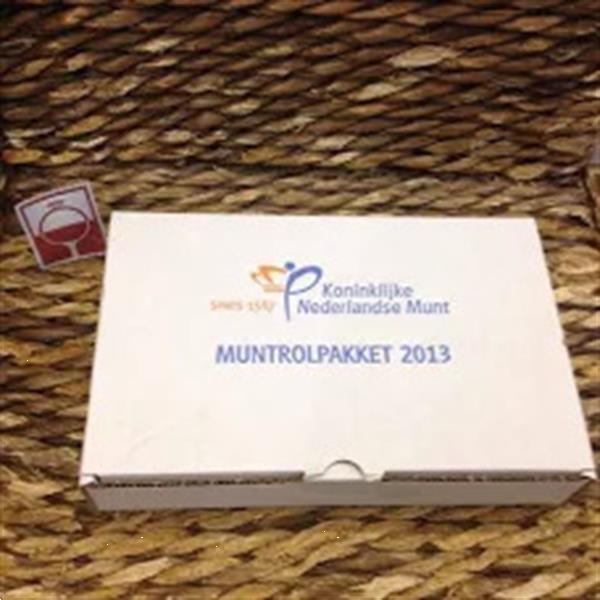 Koninklijke
sinds 1567 Nederlandse Munt
MUNTROLPAKKET 2013